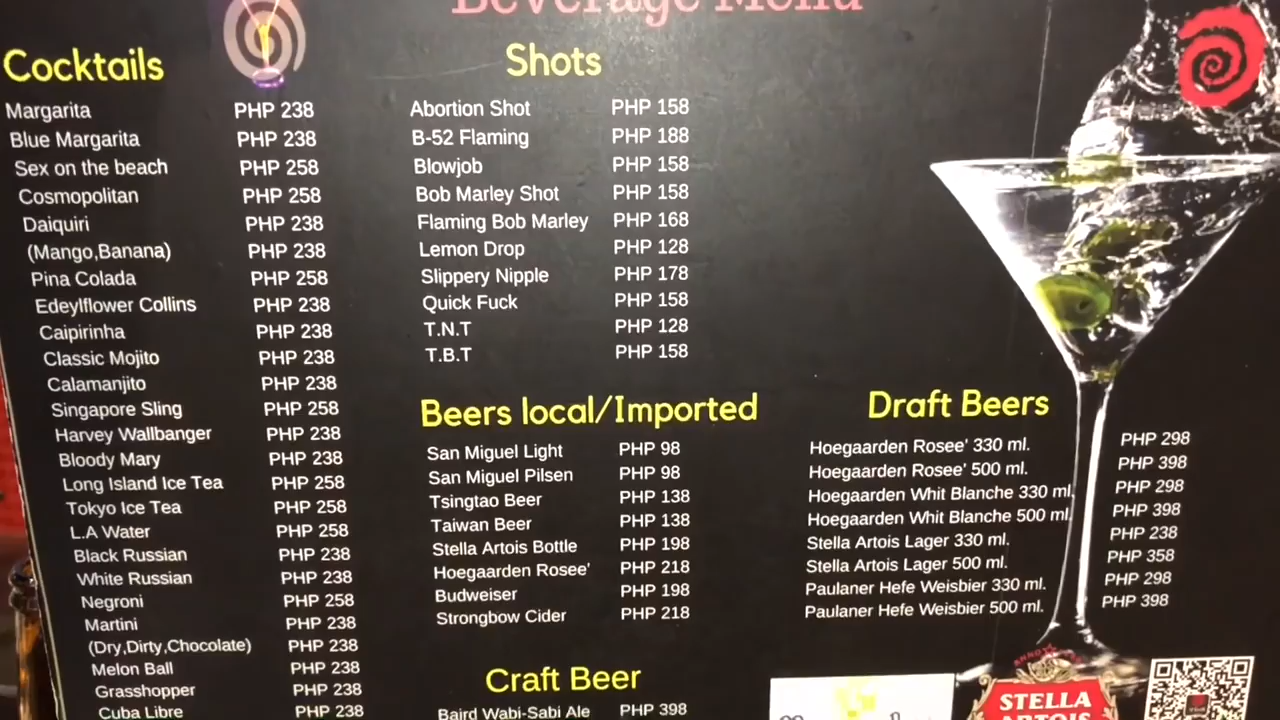 Beverage Menu
Cocktails
Margarita PHP 238
Blue Margarita PHP 238
Sex on the beach PHP 258
Cosmopolitan PHP 258
Daiquiri PHP 238
(Mango,Banana) PHP 238
Pina Colada PHP 258
Edeylflower Collins PHP 238
Caipirinha PHP 238
Classic Mojito PHP 238
Calamanjito PHP 238
Singapore Sling PHP 258
Harvey Wallbanger PHP 238
Bloody Mary PHP 238
Long Island Ice Tea PHP 258
Tokyo Ice Tea PHP 258
L.A Water PHP 258
Black Russian PHP 238
White Russian PHP 238
Negroni PHP 258
Martini PHP 238
(Dry,Dirty,Chocolate) PHP 238
Melon Ball PHP 238
Grasshopper PHP 238
Cuba Libre PHP 238
Shots
Abortion Shot PHP 158
B-52 Flaming PHP 188
Blowjob PHP 158
Bob Marley Shot PHP 158
Flaming Bob Marley PHP 168
Lemon Drop PHP 128
Slippery Nipple PHP 178
Quick Fuck PHP 158
T.N.T PHP 128
T.B.T PHP 158
Beers local/Imported
San Miguel Light PHP 98
San Miguel Pilsen PHP 98
Tsingtao Beer PHP 138
Taiwan Beer PHP 138
Stella Artois Bottle PHP 198
Hoegaarden Rosee' PHP 218
Budweiser PHP 198
Strongbow Cider PHP 218
Craft Beer
Baird Wabi-Sabi Ale PHP 398
Draft Beers
Hoegaarden Rosee' 330 ml. PHP 298
Hoegaarden Rosee' 500 ml. PHP 398
Hoegaarden Whit Blanche 330 ml. PHP 298
Hoegaarden Whit Blanche 500 ml. PHP 398
Stella Artois Lager 330 ml. PHP 238
Stella Artois Lager 500 ml. PHP 358
Paulaner Hefe Weisbier 330 ml. PHP 298
Paulaner Hefe Weisbier 500 ml. PHP 398
STELLA
ARTOIS